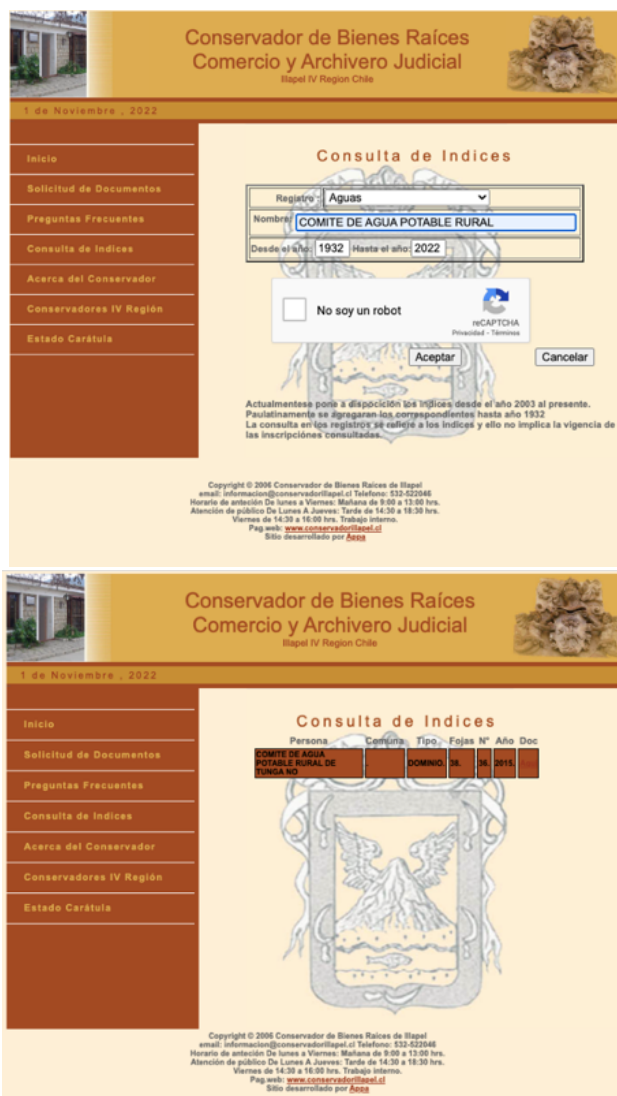 Conservador de Bienes Raíces
Comercio y Archivero Judicial
Illapel IV Region Chile
1 de Noviembre , 2022
Inicio
Solicitud de Documentos
Preguntas Frecuentes
Consulta de Indices
Acerca del Conservador
Conservadores IV Región
Estado Carátula
Consulta de Indices
Registro : Aguas
Nombre: COMITE DE AGUA POTABLE RURAL
Desde el año: 1932 Hasta el año: 2022
No soy un robot
reCAPTCHA
Privacidad - Términos
Aceptar Cancelar
Actualmentese pone a dispocición los indices desde el año 2003 al presente.
Paulatinamente se agregaran los correspondientes hasta año 1932
La consulta en los registros se refieje a los indices y ello no implica la vigencia de
las inscripciónes consultadas.
Copyright © 2006 Conservador de Bienes Raices de Illapel
email: informacion@conservadorillapel.cl Telefono: 532-522046
Horario de anteción De lunes a Viernes: Mañana de 9:00 a 13:00 hrs.
Atención de público De Lunes A Jueves: Tarde de 14:30 a 18:30 hrs.
Viernes de 14:30 a 16:00 hrs. Trabajo interno.
Pag.web: www.conservadorillapel.cl
Sitio desarrollado por Apps
Conservador de Bienes Raíces
Comercio y Archivero Judicial
Illapel IV Region Chile
1 de Noviembre , 2022
Inicio
Solicitud de Documentos
Preguntas Frecuentes
Consulta de Indices
Acerca del Conservador
Conservadores IV Región
Estado Carátula
Consulta de Indices
Persona Comuna Tipo Fojas Nº Año Doc
COMITE DE AGUA
POTABLE RURAL DE
TUNGA NO
. DOMINIO. 36. 36. 2015.
Copyright © 2006 Conservador de Bienes Raices de Illapel
email: informacion@conservadorillapel.cl Telefono: 532-522046
Horario de anteción De lunes a Viernes: Mañana de 9:00 a 13:00 hrs.
Atención de público De Lunes A Jueves: Tarde de 14:30 a 18:30 hrs.
Viernes de 14:30 a 16:00 hrs. Trabajo interno.
Pag.web: www.conservadorillapel.cl
Sitio desarrollado por Apps